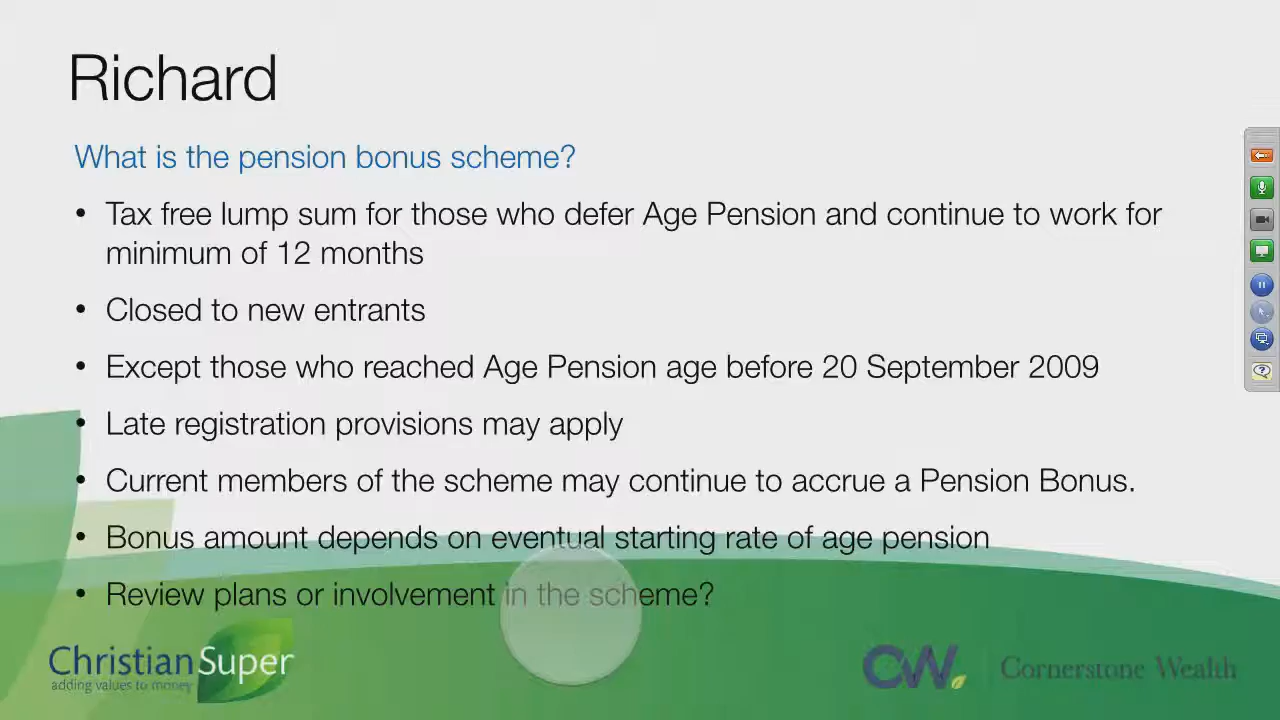 Richard
What is the pension bonus scheme?
• Tax free lump sum for those who defer Age Pension and continue to work for
minimum of 12 months
• Closed to new entrants
• Except those who reached Age Pension age before 20 September 2009
• Late registration provisions may apply
• Current members of the scheme may continue to accrue a Pension Bonus.
• Bonus amount depends on eventual starting rate of age pension
• Review plans or involvement in the scheme?
Christian Super
adding values to money
CW.
Cornerstone Wealth